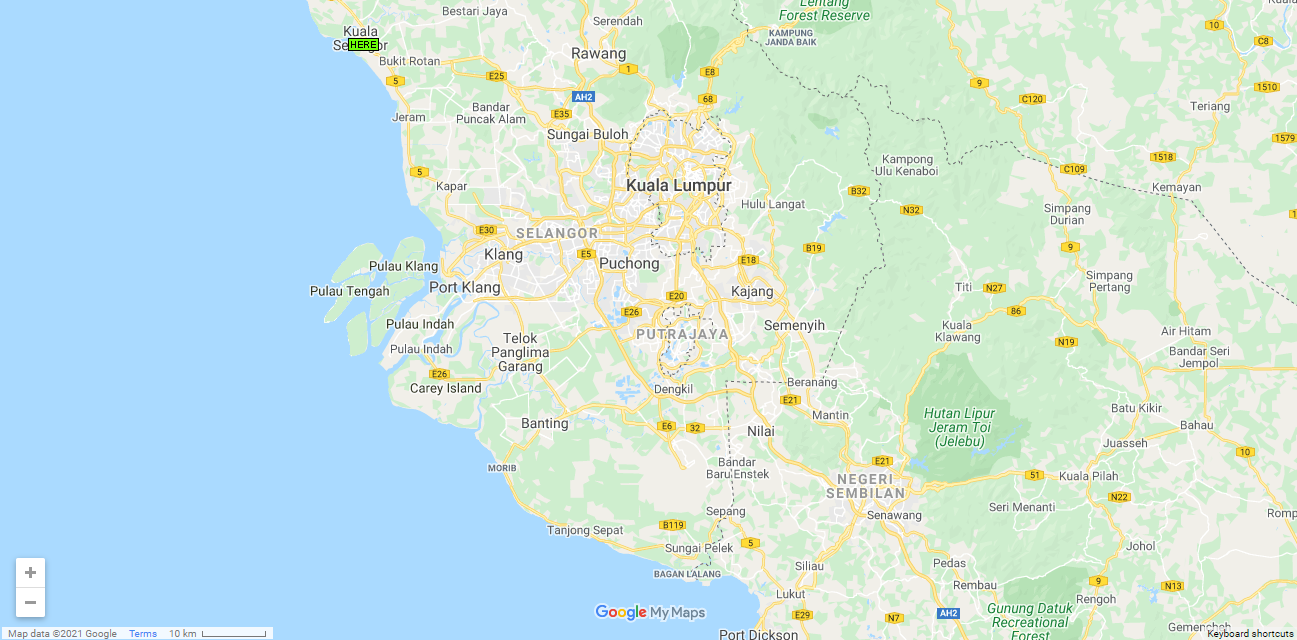 Bestari Jaya
Serendah
Lentang
Forest Reserve
KAMPUNG
JANDA BAIK
10
C8
Kuala
HERE
Rawang
Bukit Rotan
1
E8
5
E25
9
1510
AH2
68
C120
Teriang
Bandar
Puncak Alam
Jeram
E35
Sungai Buloh
1579
Kampong
Ulu Kenaboi
1518
C109
5
Kapar
Kuala Lumpur
B32
Kemayan
Hulu Langat
N32
Simpang
Durian
E30
SELANGOR
B19
9
Klang
E5
Puchong
E18
Pulau Klang
Simpang
Pertang
Port Klang
Pulau Tengah
E20
Kajang
Titi
N27
E26
86
Pulau Indah
Semenyih
Kuala
Klawang
Air Hitam
PUTRAJAYA
Telok
Panglima
Garang
Pulau Indah
N19
Bandar Seri
Jempol
E26
Carey Island
Dengkil
Beranang
E21
Batu Kikir
Mantin
Hutan Lipur
Jeram Toi
(Jelebu)
Banting
E6
32
Nilai
Bahau
Juasseh
10
MORIB
Bandar
Baru Enstek
E21
51
Kuala Pilah
NEGERI
SEMBILAN
N22
Sepang
Senawang
Seri Menanti
Romp
Tanjong Sepat
B119
5
Sungai Pelek
Johol
BAGAN LALANG
Siliau
Pedas
9
N13
Rembau
Lukut
Rengoh
Google My Maps
E29
N7
AH2
Gunung Datuk
Recreational
Forest
Gemencheh
Port Dickson
Map data ©2021 Google
Terms
10 km
Keyboard shortcuts